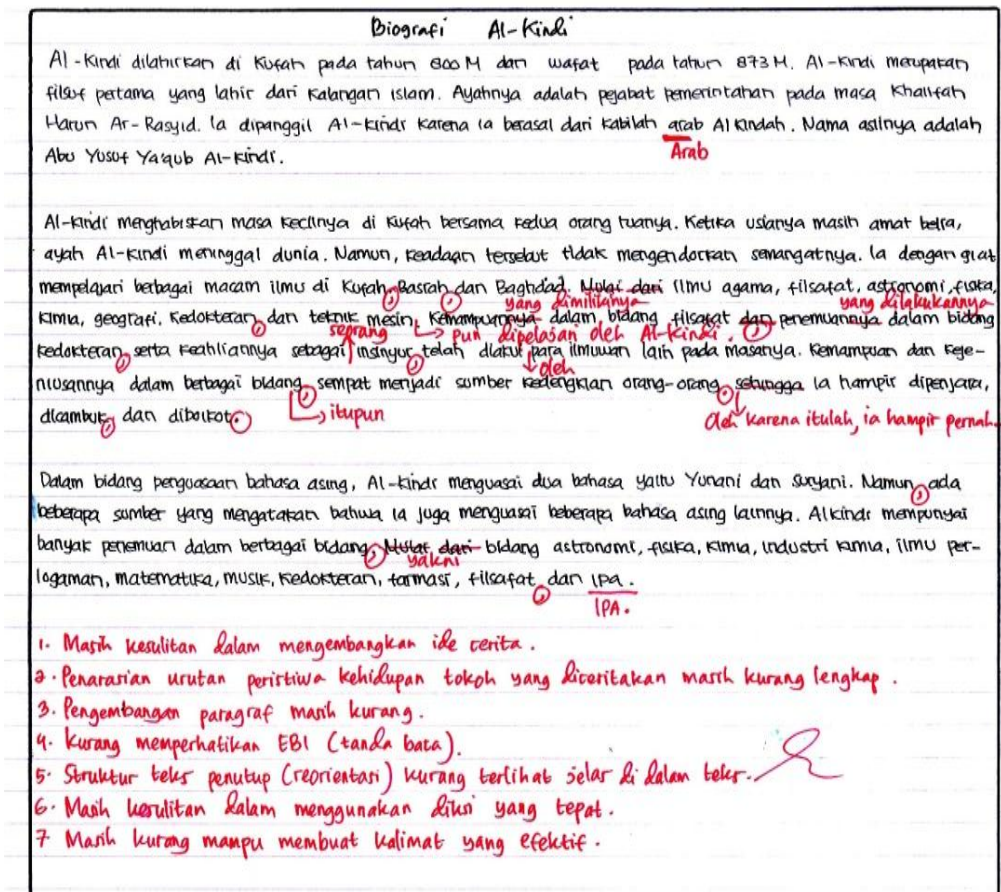 Biografi Al-Kindi
Al-Kindi dilahirkan di Kufah pada tahun 800 M dan wafat pada tahun 873 M. Al-Kindi merupakan
filsuf pertama yang lahir dari kalangan islam. Ayahnya adalah pejabat pemerintahan pada masa Khalifah
Harun Ar-Rasyid. Ia dipanggil Al-Kindi karena ia berasal dari kabilah arab Al Kindah. Nama aslinya adalah
Arab
Abu Yusuf Ya'qub Al-Kindi.
Al-Kindi menghabiskan masa kecilnya di Kufah bersama kedua orang tuanya. Ketika usianya masih amat belia,
ayah Al-Kindi meninggal dunia. Namun, keadaan tersebut tidak mengendorkan semangatnya. Ia dengan giat
mempelajari berbagai macam ilmu di Kufah, Basrah, dan Baghdad. Mulai dari ilmu agama, filsafat, astronomi, fisika,
yang dimilikinya yang dilakukannya
kimia, geografi, kedokteran, dan teknik mesin. Kemampuannya dalam bidang filsafat dan penemuannya dalam bidang
seorang pun dipelajari oleh Al-Kindi.
kedokteran, serta keahliannya sebagai insinyur, telah diakui para ilmuwan lain pada masanya. Kemampuan dan keje-
oleh
niusannya dalam berbagai bidang, sempat menjadi sumber kedengkian orang-orang, sehingga ia hampir dipenjara,
itupun Oleh karena itulah, ia hampir pernah.
dicambuk, dan diboikot.
Dalam bidang penguasaan bahasa asing, Al-Kindi menguasai dua bahasa yaitu Yunani dan Suryani. Namun, ada
beberapa sumber yang mengatakan bahwa ia juga menguasai beberapa bahasa asing lainnya. Alkindi mempunyai
banyak penemuan dalam berbagai bidang, Mulai dari bidang astronomi, fisika, kimia, industri kimia, ilmu per-
yakni
logaman, matematika, musik, kedokteran, farmasi, filsafat, dan ipa.
IPA.
1. Masih kesulitan dalam mengembangkan ide cerita.
2. Penarasian urutan peristiwa kehidupan tokoh yang diceritakan masih kurang lengkap.
3. Pengembangan paragraf masih kurang.
4. Kurang memperhatikan EBI (tanda baca).
5. Struktur teks penutup (reorientasi) kurang terlihat jelas di dalam teks.
6. Masih kesulitan dalam menggunakan diksi yang tepat.
7 Masih kurang mampu membuat kalimat yang efektif.